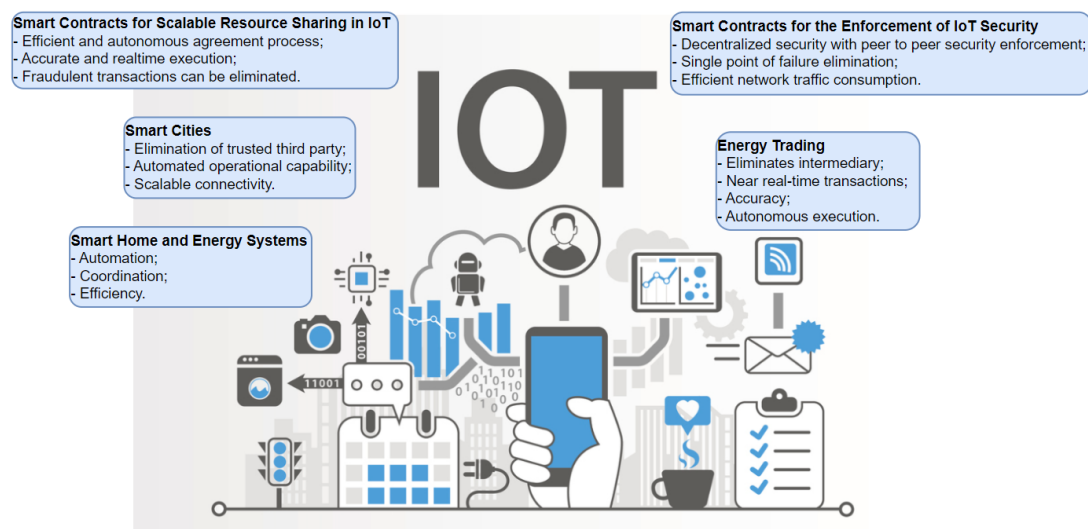 Smart Contracts for Scalable Resource Sharing in IoT
- Efficient and autonomous agreement process;
- Accurate and realtime execution;
- Fraudulent transactions can be eliminated.
Smart Contracts for the Enforcement of IoT Security
- Decentralized security with peer to peer security enforcement;
- Single point of failure elimination;
- Efficient network traffic consumption.
IOT
Smart Cities
- Elimination of trusted third party;
- Automated operational capability;
- Scalable connectivity.
Energy Trading
- Eliminates intermediary;
- Near real-time transactions;
- Accuracy;
- Autonomous execution.
Smart Home and Energy Systems
- Automation;
- Coordination;
- Efficiency.
00101
11001